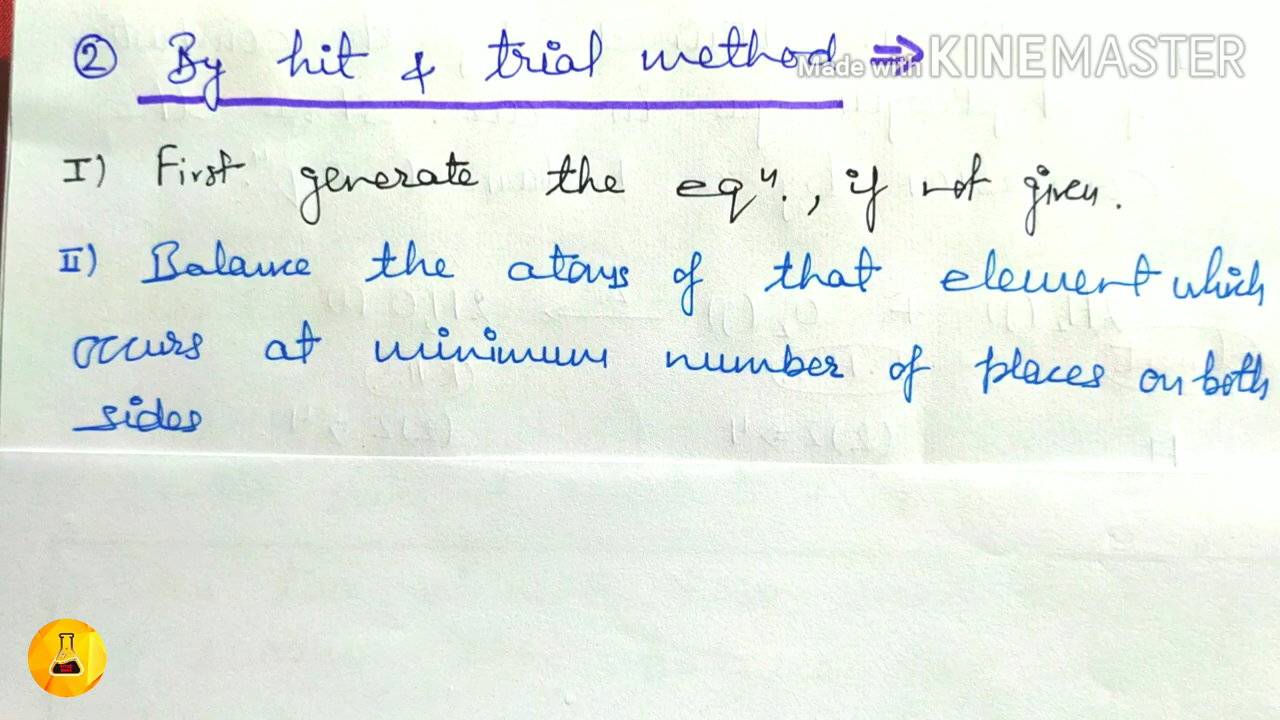 ② By hit & trial method ⇒
Made with KINEMASTER
I) First generate the eqⁿ., if not given.
II) Balance the atoms of that element which
occurs at minimum number of places on both
sides